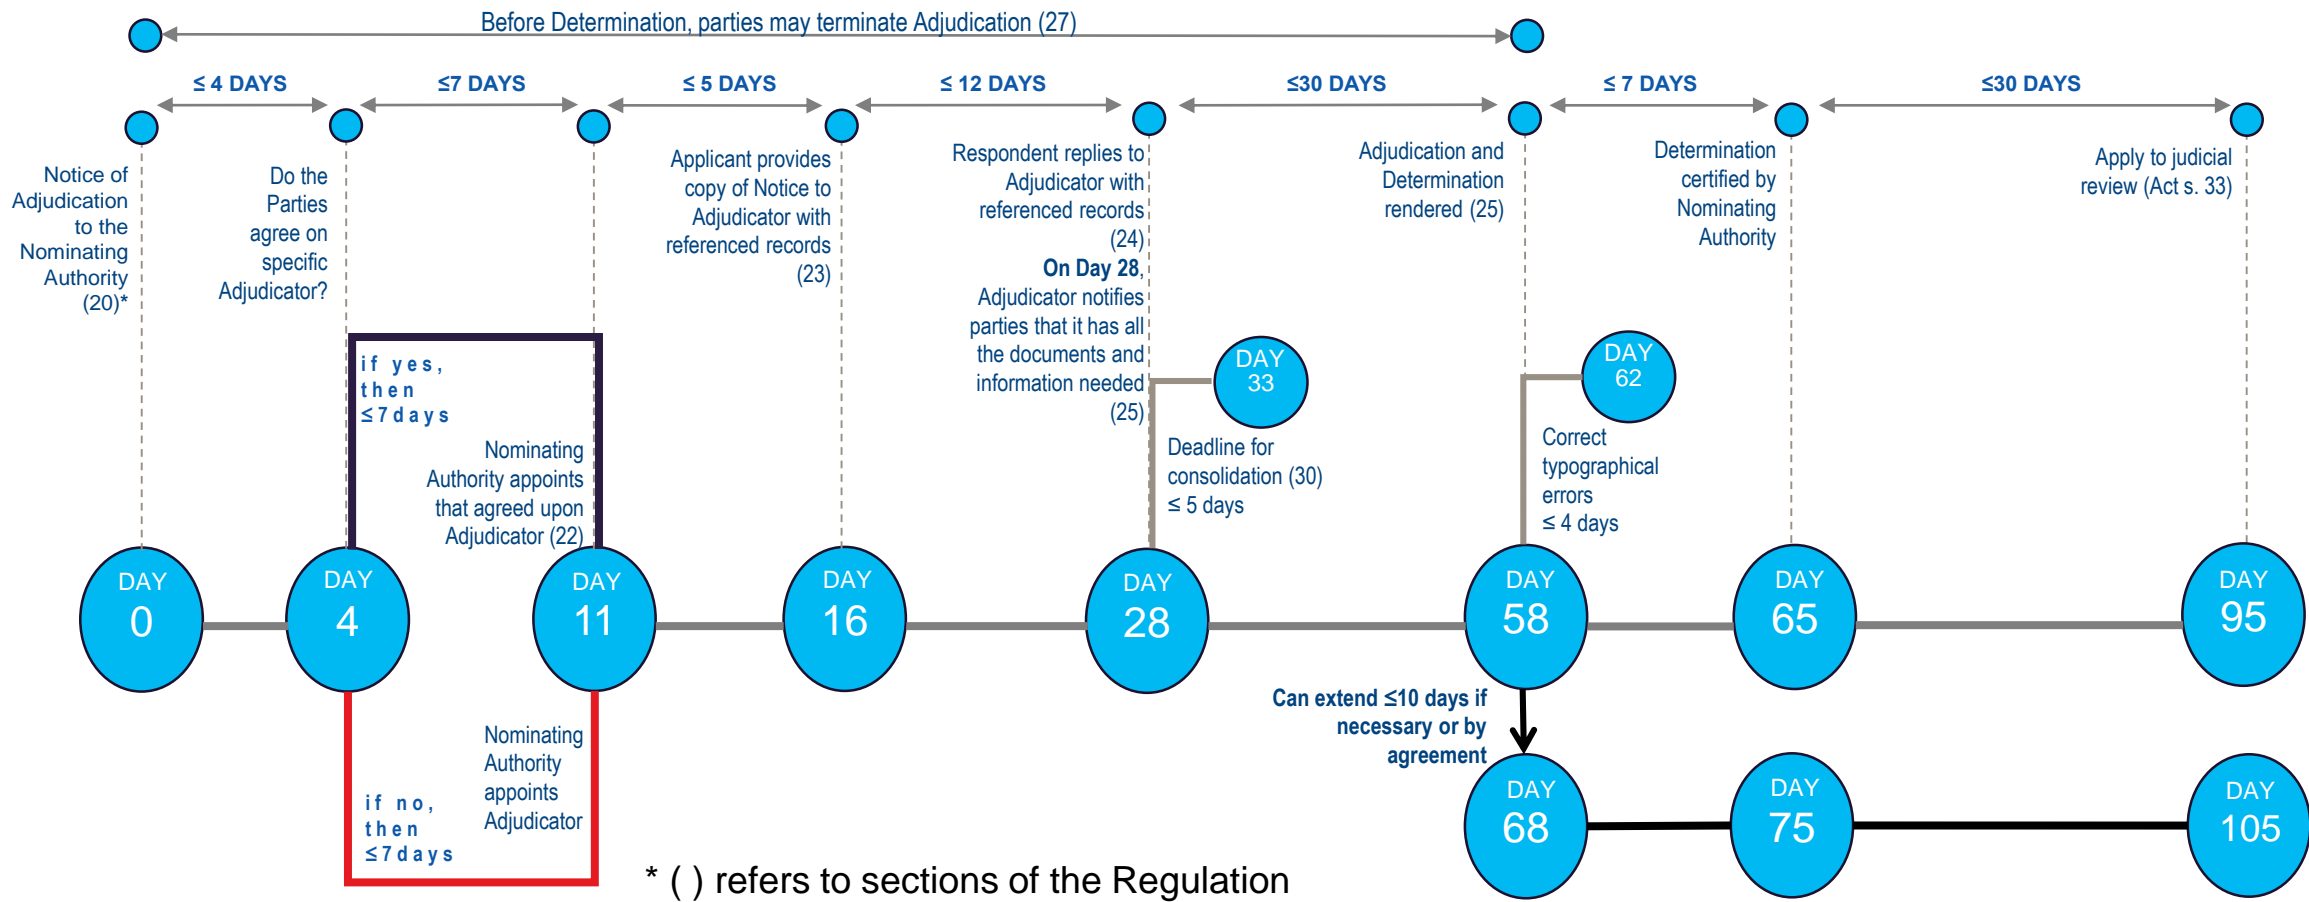 Before Determination, parties may terminate Adjudication (27)
≤ 4 DAYS
≤7 DAYS
≤ 5 DAYS
≤ 12 DAYS
≤30 DAYS
≤ 7 DAYS
≤30 DAYS
Notice of
Adjudication
to the
Nominating
Authority
(20)*
Do the
Parties
agree on
specific
Adjudicator?
Applicant provides
copy of Notice to
Adjudicator with
referenced records
(23)
Respondent replies to
Adjudicator with
referenced records
(24)
On Day 28,
Adjudicator notifies
parties that it has all
the documents and
information needed
(25)
Adjudication and
Determination
rendered (25)
Determination
certified by
Nominating
Authority
Apply to judicial
review (Act s. 33)
if yes,
then
≤7days
Nominating
Authority appoints
that agreed upon
Adjudicator (22)
DAY
33
Deadline for
consolidation (30)
≤ 5 days
DAY
62
Correct
typographical
errors
≤ 4 days
DAY
0
DAY
4
DAY
11
DAY
16
DAY
28
DAY
58
DAY
65
DAY
95
if no,
then
≤7days
Nominating
Authority
appoints
Adjudicator
Can extend ≤10 days if
necessary or by
agreement
DAY
68
DAY
75
DAY
105
* ( ) refers to sections of the Regulation